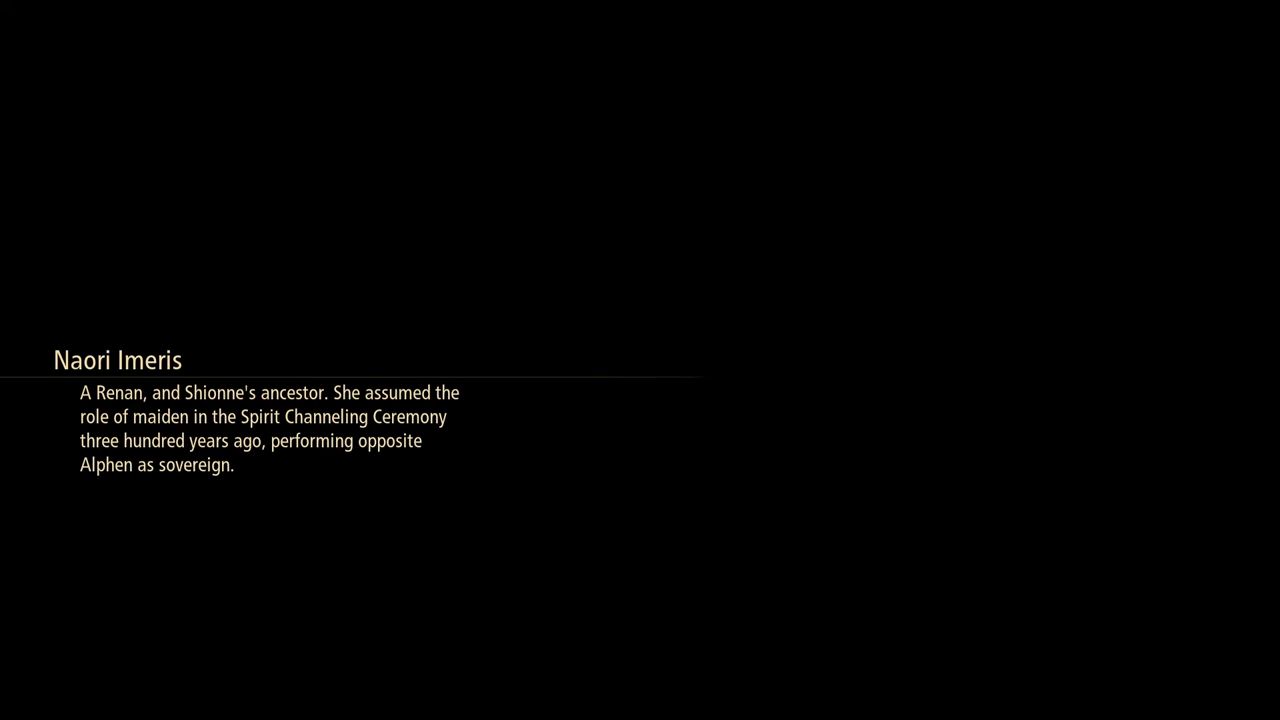 Naori Imeris
A Renan, and Shionne's ancestor. She assumed the
role of maiden in the Spirit Channeling Ceremony
three hundred years ago, performing opposite
Alphen as sovereign.